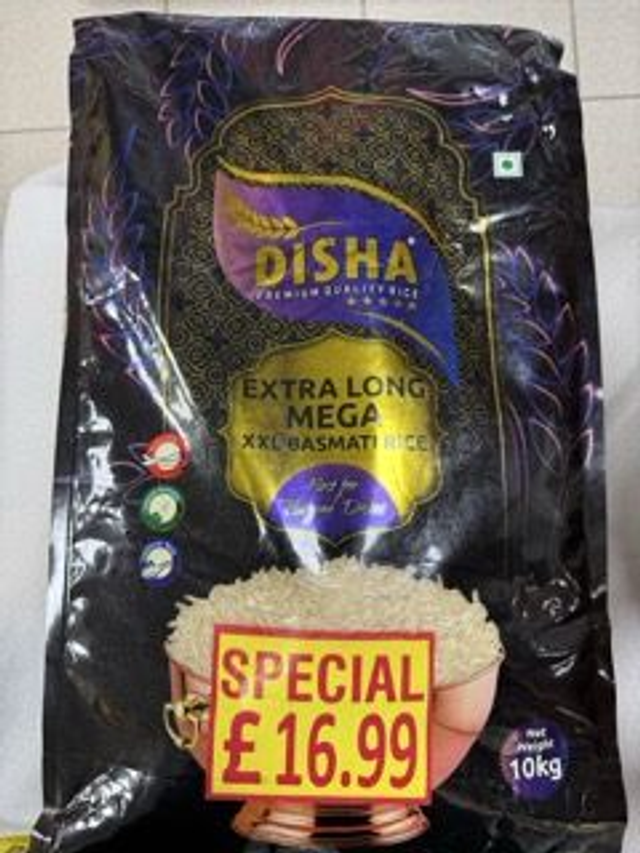 DiSHA
PREMIUM QUALITY RICE
EXTRA LONG
MEGA
XXL BASMATI RICE
SPECIAL
£16.99
Net
Weight
10kg